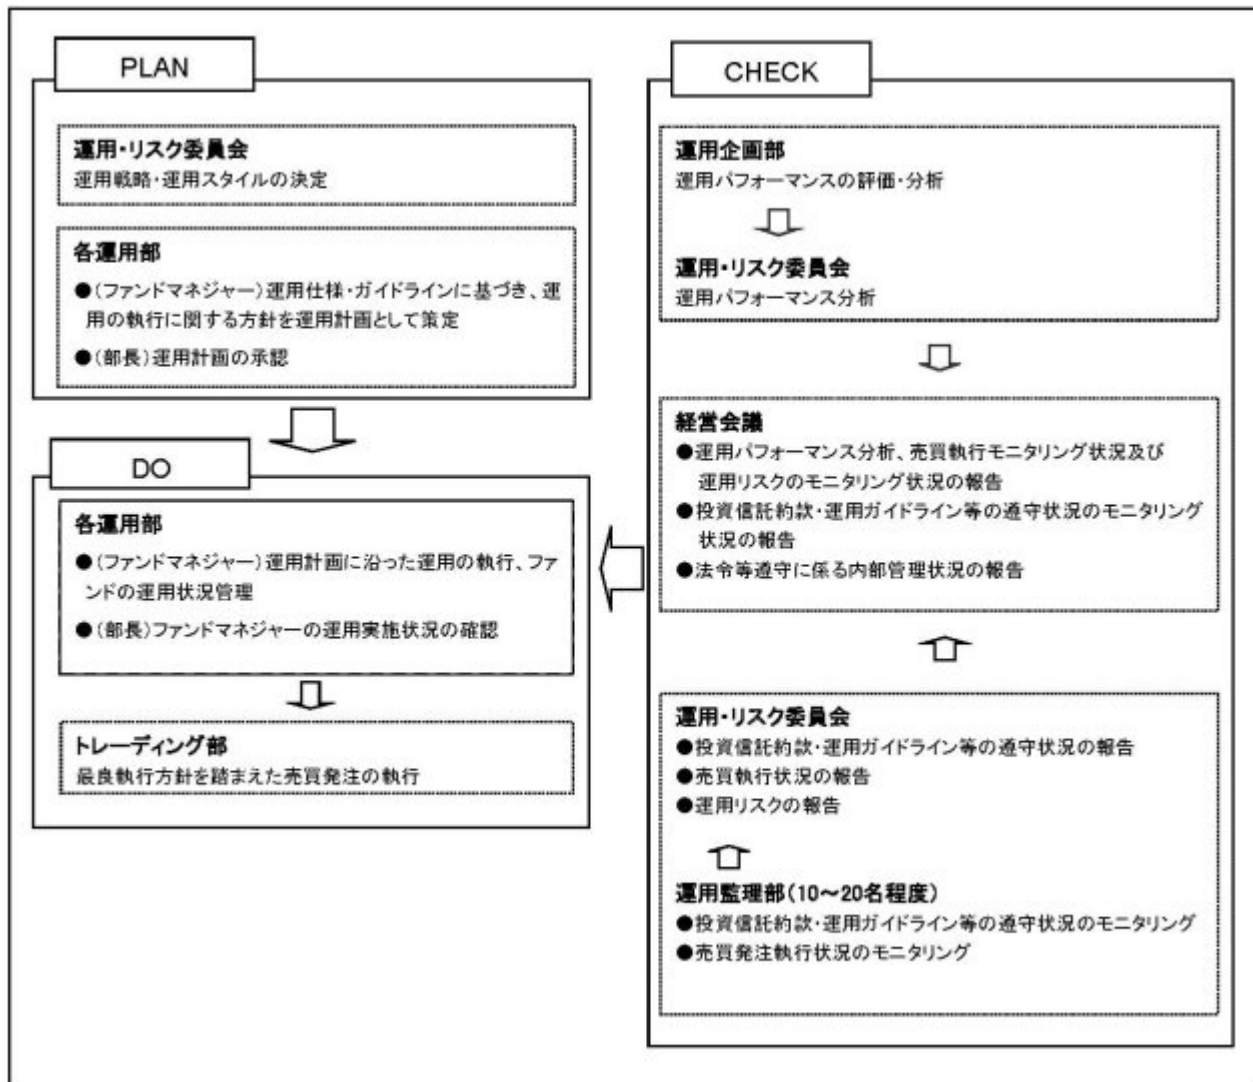 PLAN
運用・リスク委員会
運用戦略・運用スタイルの決定
各運用部
●(ファンドマネジャー)運用仕様・ガイドラインに基づき、運
用の執行に関する方針を運用計画として策定
●(部長)運用計画の承認
DO
各運用部
●(ファンドマネジャー)運用計画に沿った運用の執行、ファ
ンドの運用状況管理
●(部長)ファンドマネジャーの運用実施状況の確認
トレーディング部
最良執行方針を踏まえた売買発注の執行
CHECK
運用企画部
運用パフォーマンスの評価・分析
運用・リスク委員会
運用パフォーマンス分析
経営会議
●運用パフォーマンス分析、売買執行モニタリング状況及び
運用リスクのモニタリング状況の報告
●投資信託約款・運用ガイドライン等の遵守状況のモニタリング
状況の報告
●法令等遵守に係る内部管理状況の報告
運用・リスク委員会
●投資信託約款・運用ガイドライン等の遵守状況の報告
●売買執行状況の報告
●運用リスクの報告
運用監理部(10～20名程度)
●投資信託約款・運用ガイドライン等の遵守状況のモニタリング
●売買発注執行状況のモニタリング